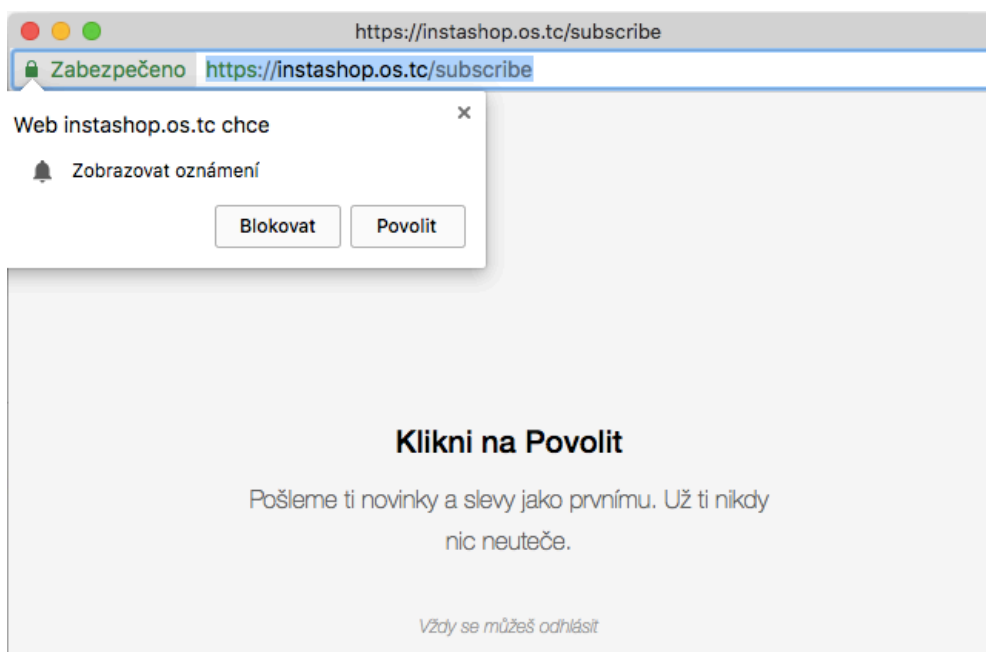 https://instashop.os.tc/subscribe
Zabezpečeno https://instashop.os.tc/subscribe
Web instashop.os.tc chce
Zobrazovat oznámení
Blokovat Povolit
Klikni na Povolit
Pošleme ti novinky a slevy jako prvnímu. Už ti nikdy
nic neuteče.
Vždy se můžeš odhlásit